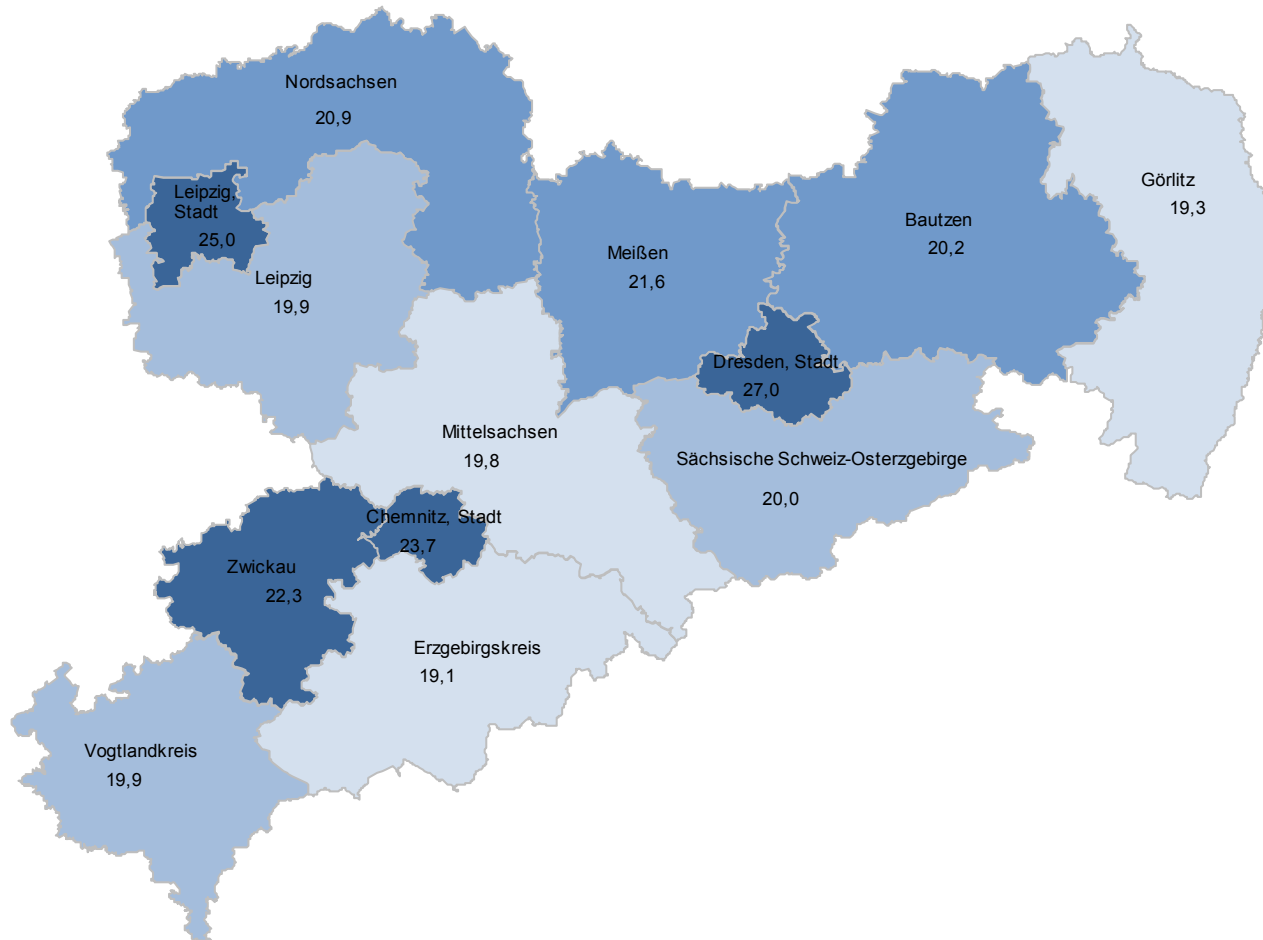 Nordsachsen
20,9
Leipzig,
Stadt
25,0
Leipzig
19,9
Meißen
21,6
Bautzen
20,2
Görlitz
19,3
Dresden, Stadt
27,0
Mittelsachsen
19,8
Sächsische Schweiz-Osterzgebirge
20,0
Chemnitz, Stadt
23,7
Zwickau
22,3
Erzgebirgskreis
19,1
Vogtlandkreis
19,9